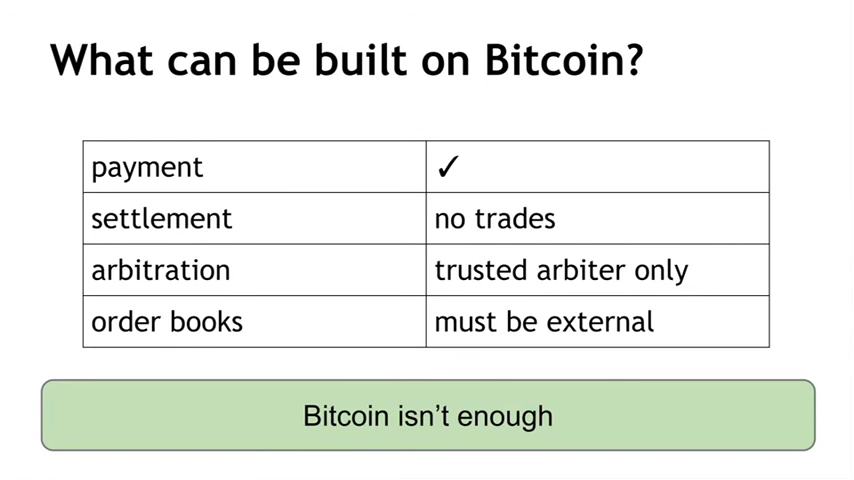 What can be built on Bitcoin?
payment ✓
settlement no trades
arbitration trusted arbiter only
order books must be external
Bitcoin isn’t enough